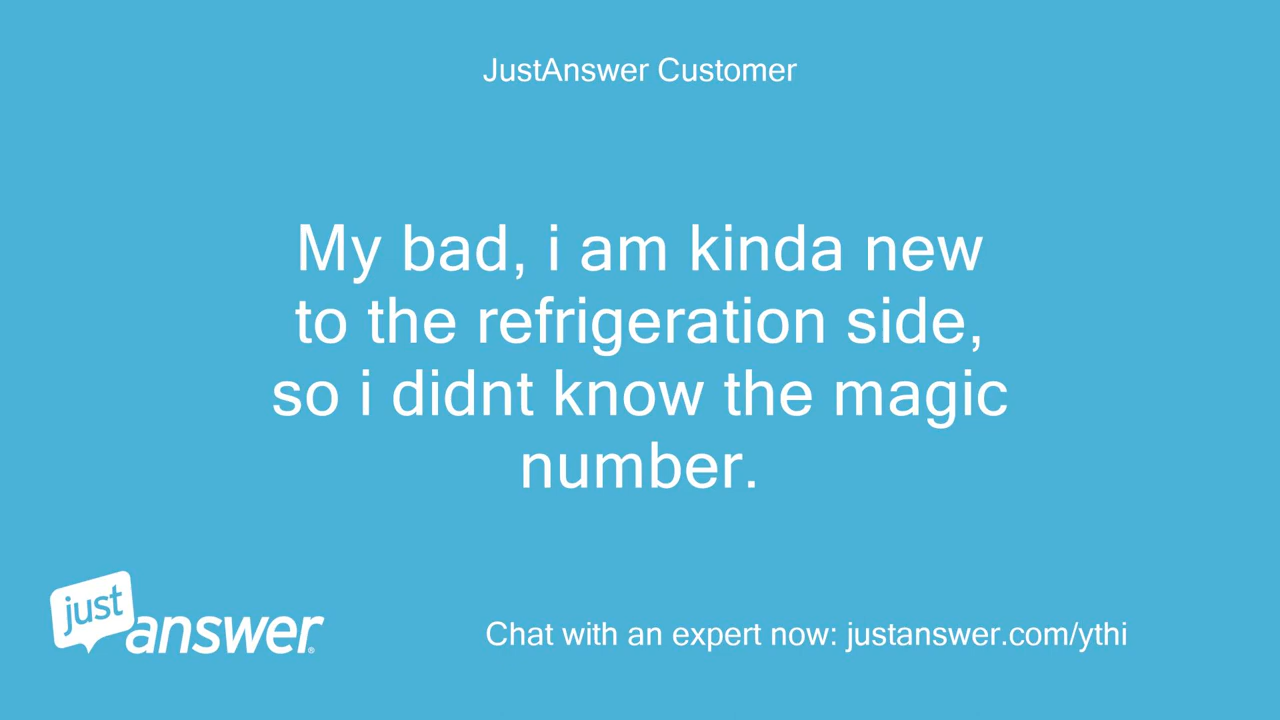 JustAnswer Customer
My bad, i am kinda new
to the refrigeration side,
so i didnt know the magic
number.
just
answer®
Chat with an expert now: justanswer.com/ythi